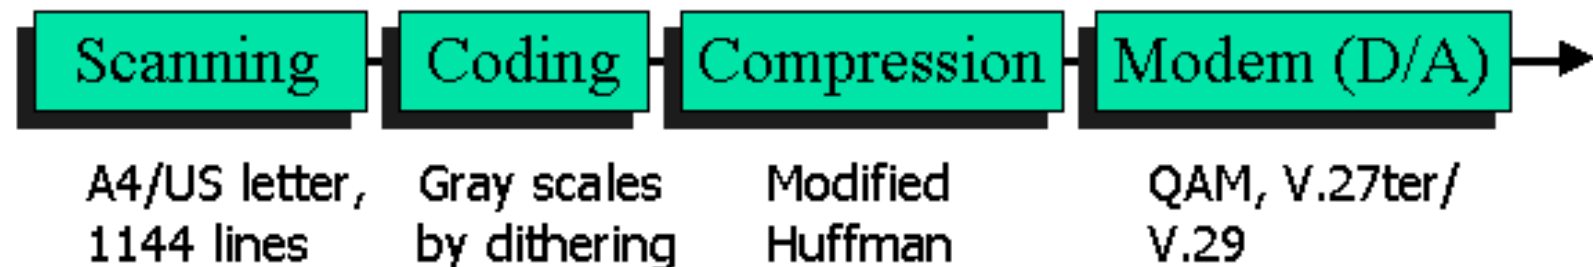 Scanning Coding Compression Modem (D/A)
A4/US letter,
1144 lines
Gray scales
by dithering
Modified
Huffman
QAM, V.27ter/
V.29